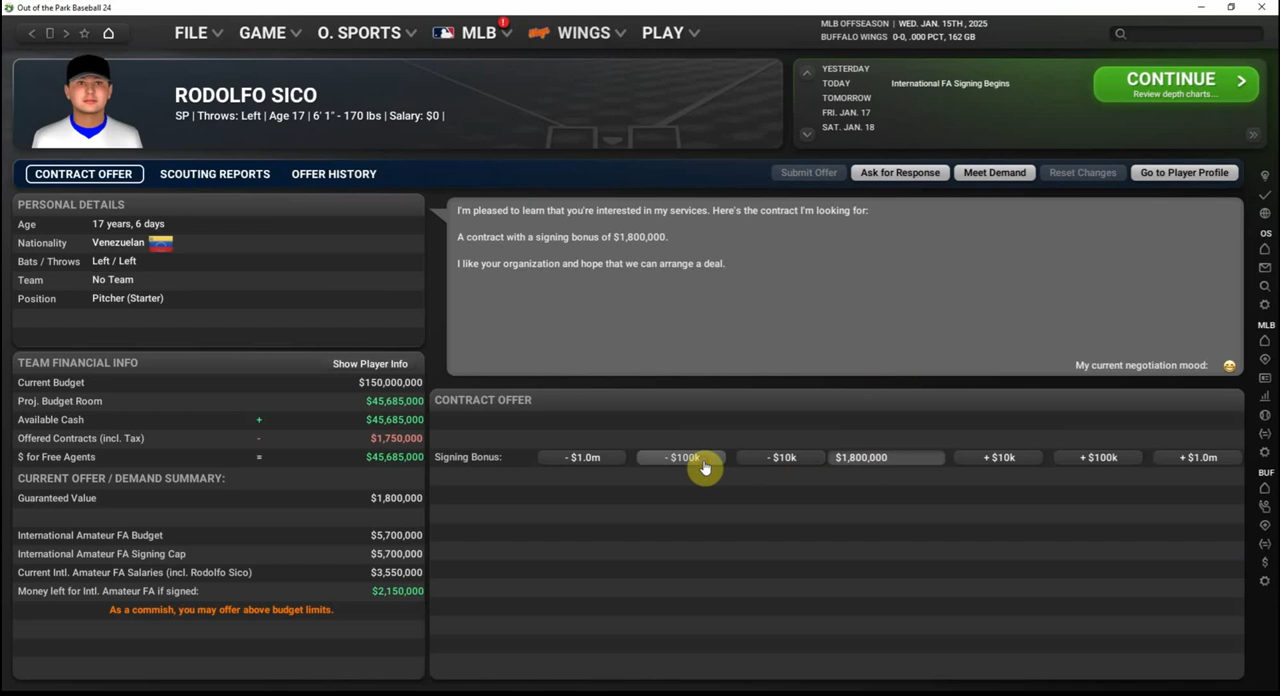 Out of the Park Baseball 24
FILE GAME O. SPORTS MLB ! WINGS PLAY
MLB OFFSEASON | WED. JAN. 15TH, 2025
BUFFALO WINGS 0-0, .000 PCT, 162 GB
RODOLFO SICO
SP | Throws: Left | Age 17 | 6' 1" - 170 lbs | Salary: $0 |
YESTERDAY
TODAY International FA Signing Begins
TOMORROW
FRI. JAN. 17
SAT. JAN. 18
CONTINUE
Review depth charts...
CONTRACT OFFER SCOUTING REPORTS OFFER HISTORY Submit Offer Ask for Response Meet Demand Reset Changes Go to Player Profile
PERSONAL DETAILS
Age 17 years, 6 days
Nationality Venezuelan
Bats / Throws Left / Left
Team No Team
Position Pitcher (Starter)
I'm pleased to learn that you're interested in my services. Here's the contract I'm looking for:
A contract with a signing bonus of $1,800,000.
I like your organization and hope that we can arrange a deal.
My current negotiation mood:
TEAM FINANCIAL INFO Show Player Info
Current Budget $150,000,000
Proj. Budget Room $45,685,000
Available Cash + $45,685,000
Offered Contracts (incl. Tax) - $1,750,000
$ for Free Agents = $45,685,000
CURRENT OFFER / DEMAND SUMMARY:
Guaranteed Value $1,800,000
International Amateur FA Budget $5,700,000
International Amateur FA Signing Cap $5,700,000
Current Intl. Amateur FA Salaries (incl. Rodolfo Sico) $3,550,000
Money left for Intl. Amateur FA if signed: $2,150,000
As a commish, you may offer above budget limits.
CONTRACT OFFER
Signing Bonus: - $1.0m - $100k - $10k $1,800,000 + $10k + $100k + $1.0m
OS
MLB
BUF